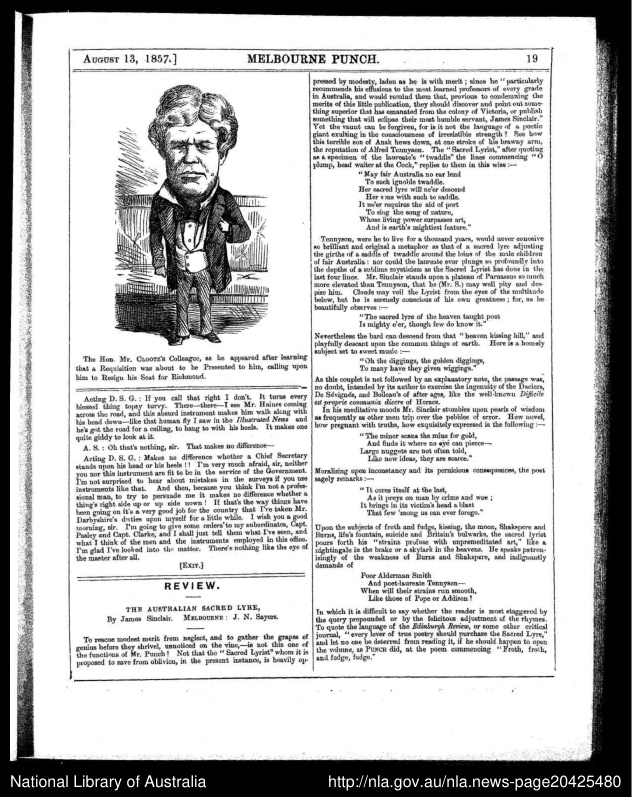 AUGUST 13, 1857.] MELBOURNE PUNCH. 19
The Hon. Mr. CLOOTZ'S Colleague, as he appeared after learning
that a Requisition was about to be Presented to him, calling upon
him to Resign his Seat for Richmond.
Acting D. S. G. : If you call that right I don't. It turns every
blessed thing topsy turvy. There—there—I see Mr. Haines coming
across the road, and this absurd instrument makes him walk along with
his head down—like that human fly I saw in the Illustrated News and
he's got the road for a ceiling, to hang to with his heels. It makes one
quite giddy to look at it.
A. S. : Oh that's nothing, sir. That makes no difference—
Acting D. S. G. : Makes no difference whether a Chief Secretary
stands upon his head or his heels !! I'm very much afraid, sir, neither
you nor this instrument are fit to be in the service of the Government.
I'm not surprised to hear about mistakes in the surveys if you use
instruments like that. And then, because you think I'm not a profes-
sional man, to try to persuade me it makes no difference whether a
thing's right side up or up side nown ! If that's the way things have
been going on it's a very good job for the country that I've taken Mr.
Darbyshire's duties upon myself for a little while. I wish you a good
morning, sir. I'm going to give some orders to my subordinates, Capt.
Pasley and Capt. Clarke, and I shall just tell them what I've seen, and
what I think of the men and the instruments employed in this office.
I'm glad I've looked into the matter. There's nothing like the eye of
the master after all.
[EXIT.]
REVIEW.
THE AUSTRALIAN SACRED LYRE,
By James Sinclair. MELBOURNE : J. N. Sayers.
To rescue modest merit from neglect, and to gather the grapes of
genius before they shrivel, unnoticed on the vine,—is not this one of
the functions of Mr. Punch ! Not that the "Sacred Lyrist" whom it is
proposed to save from oblivion, in the present instance, is heavily op-
pressed by modesty, laden as he is with merit ; since he "particularly
recommends his effusions to the most learned professors of every grade
in Australia, and would remind them that, previous to condemning the
merits of this little publication, they should discover and point out some-
thing superior that has emanated from the colony of Victoria, or publish
something that will eclipse their most humble servant, James Sinclair."
Yet the vaunt can be forgiven, for is it not the language of a poetic
giant exulting in the consciousness of irresistible strength ! See how
this terrible son of Anak hews down, at one stroke of his brawny arm,
the reputation of Alfred Tennyson. The "Sacred Lyrist," after quoting
as a specimen of the laureate's "twaddle" the lines commencing "O
plump, head waiter at the Cock," replies to them in this wise :—
"May fair Australia no ear lend
To such ignoble twaddle.
Her sacred lyre will ne'er descend
Her sons with such to saddle.
It ne'er requires the aid of port
To slug the song of nature,
Whose living power surpasses art,
And is earth's mightiest feature."
Tennyson, were he to live for a thousand years, would never conceive
so brilliant and original a metaphor as that of a sacred lyre adjusting
the girths of a saddle of twaddle around the loins of the male children
of fair Australia : nor could the laureate ever plunge so profoundly into
the depths of a sublime mysticism as the Sacred Lyrist has done in the
last four lines. Mr. Sinclair stands upon a plateau of Parnassus so much
more elevated than Tennyson, that he (Mr. S.) may well pity and des-
pise him. Clouds may veil the Lyrist from the eyes of the multitude
below, but he is serenely conscious of his own greatness ; for, as he
beautifully observes :—
"The sacred lyre of the heaven taught poet
Is mighty e'er, though few do know it."
Nevertheless the bard can descend from that "heaven kissing hill," and
playfully descant upon the common things of earth. Here is a homely
subject set to sweet music :—
"Oh the diggings, the golden diggings,
To many have they given wiggings."
As this couplet is not followed by an explanatory note, the passage was,
no doubt, intended by its author to exercise the ingenuity of the Daciers,
De Sévignés, and Boileau's of after ages, like the well-known Difficile
est proprie communia dicere of Horace.
In his meditative moods Mr. Sinclair stumbles upon pearls of wisdom
as frequently as other men trip over the pebbles of error. How novel,
how pregnant with truths, how exquisitely expressed is the following :—
"The miner scans the mine for gold,
And finds it where no eye can pierce—
Large nuggets are not often told,
Like new ideas, they are scarce."
Moralizing upon inconstancy and its pernicious consequences, the poet
sagely remarks :—
"It cures itself at the last,
As it preys on man by crime and woe ;
It brings in its victim's head a blast
That few 'mong us can ever forego."
Upon the subjects of froth and fudge, kissing, the moon, Shakspere and
Burns, life's fountain, suicide and Britain's bulwarks, the sacred lyrist
pours forth his "strains profuse with unpremeditated art," like a
nightingale in the brake or a skylark in the heavens. He speaks patron-
isingly of the weakness of Burns and Shakspere, and indignantly
demands of
Poor Alderman Smith
And poet-laureate Tennyson—
When will their strains run smooth,
Like those of Pope or Addison !
In which it is difficult to say whether the reader is most staggered by
the query propounded or by the felicitous adjustment of the rhymes.
To quote the language of the Edinburgh Review, or some other critical
journal, "every lover of true poetry should purchase the Sacred Lyre,"
and let no one be deterred from reading it, if he should happen to open
the volume, as PUNCH did, at the poem commencing "Froth, froth,
and fudge, fudge."
National Library of Australia http://nla.gov.au/nla.news-page20425480